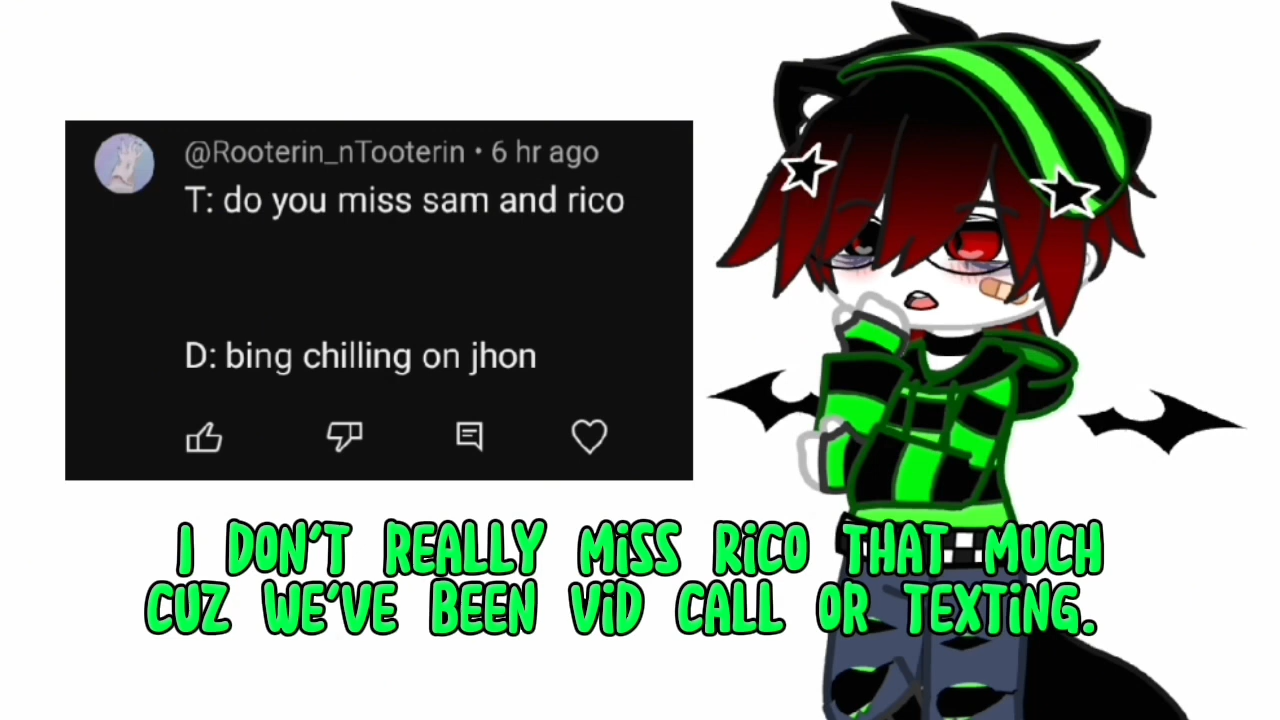 @Rooterin_nTooterin • 6 hr ago
T: do you miss sam and rico
D: bing chilling on jhon
I DON'T REALLY MISS RICO THAT MUCH
CUZ WE'VE BEEN VID CALL OR TEXTING.